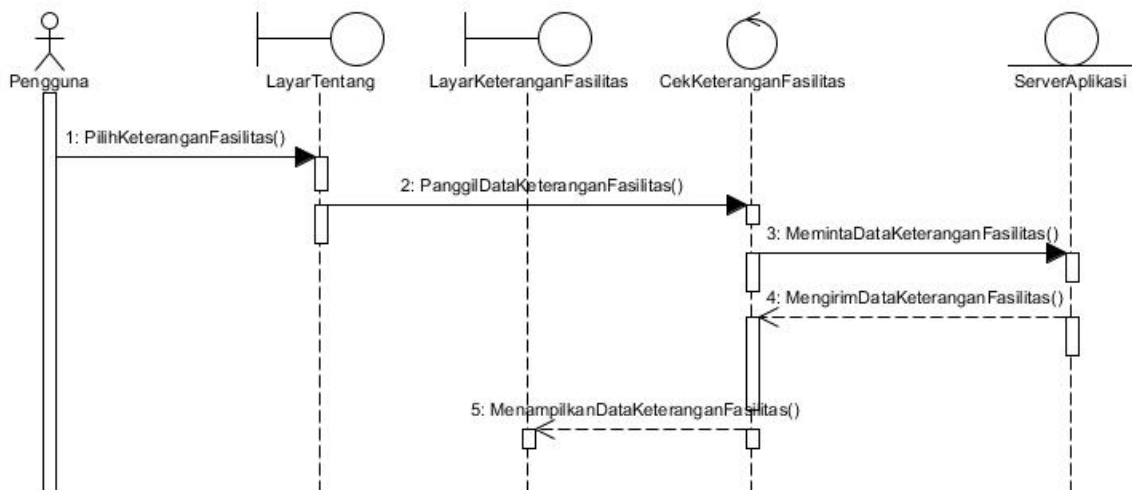 Pengguna
LayarTentang
LayarKeteranganFasilitas
CekKeteranganFasilitas
ServerAplikasi
1: PilihKeteranganFasilitas()
2: PanggilDataKeteranganFasilitas()
3: MemintaDataKeteranganFasilitas()
4: MengirimDataKeteranganFasilitas()
5: MenampilkanDataKeteranganFasilitas()